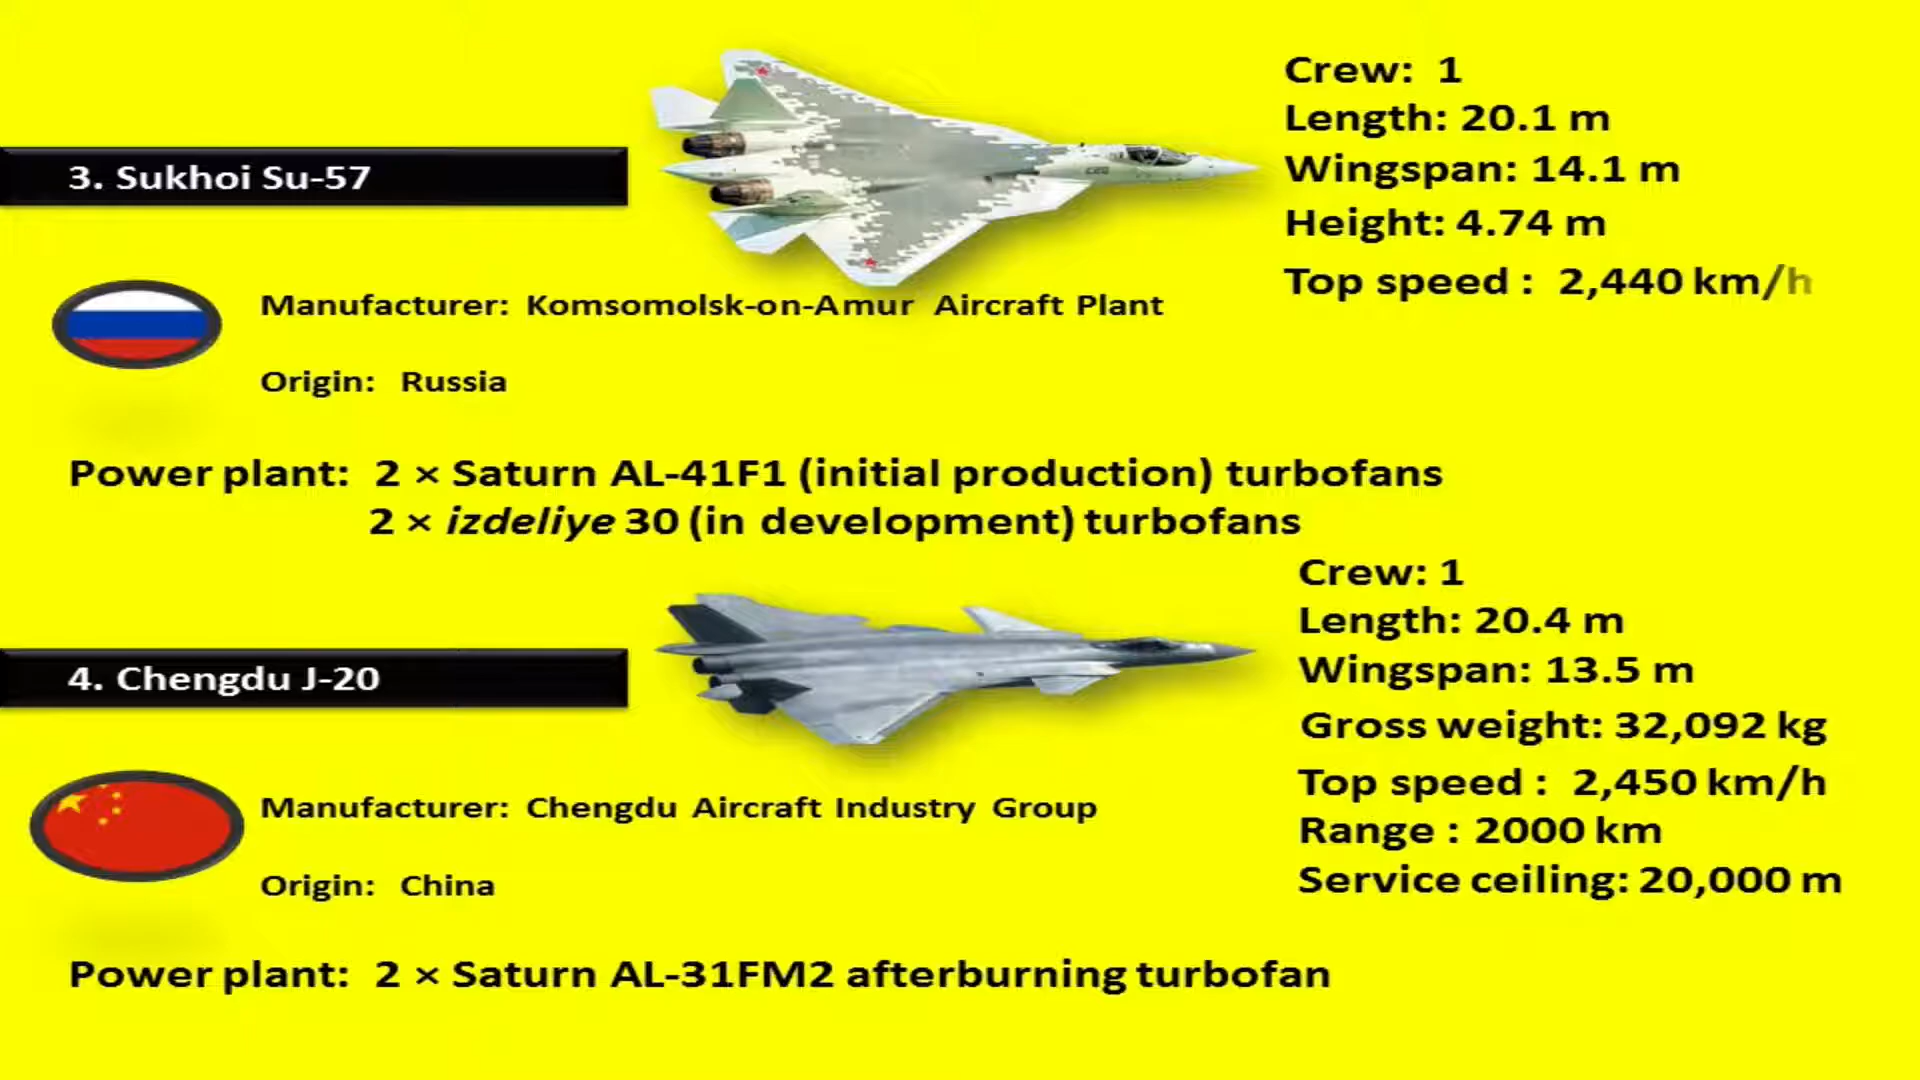 3. Sukhoi Su-57
Crew: 1
Length: 20.1 m
Wingspan: 14.1 m
Height: 4.74 m
Top speed : 2,440 km/h
Manufacturer: Komsomolsk-on-Amur Aircraft Plant
Origin: Russia
Power plant: 2 × Saturn AL-41F1 (initial production) turbofans
2 × izdeliye 30 (in development) turbofans
4. Chengdu J-20
Crew: 1
Length: 20.4 m
Wingspan: 13.5 m
Gross weight: 32,092 kg
Top speed : 2,450 km/h
Range : 2000 km
Service ceiling: 20,000 m
Manufacturer: Chengdu Aircraft Industry Group
Origin: China
Power plant: 2 × Saturn AL-31FM2 afterburning turbofan